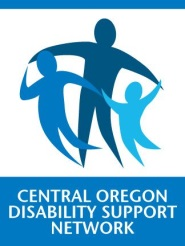 CENTRAL OREGON
DISABILITY SUPPORT
NETWORK